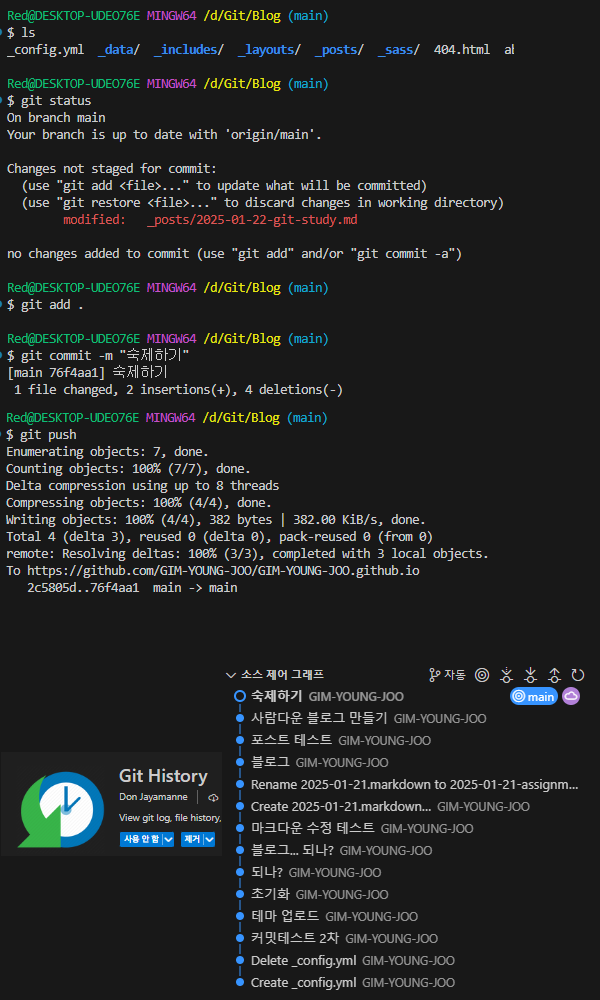 Red@DESKTOP-UDEO76E MINGW64 /d/Git/Blog (main)
$ ls
_config.yml  _data/  _includes/  _layouts/  _posts/  _sass/  404.html
Red@DESKTOP-UDEO76E MINGW64 /d/Git/Blog (main)
$ git status
On branch main
Your branch is up to date with 'origin/main'.
Changes not staged for commit:
  (use "git add <file>..." to update what will be committed)
  (use "git restore <file>..." to discard changes in working directory)
        modified:   _posts/2025-01-22-git-study.md
no changes added to commit (use "git add" and/or "git commit -a")
Red@DESKTOP-UDEO76E MINGW64 /d/Git/Blog (main)
$ git add .
Red@DESKTOP-UDEO76E MINGW64 /d/Git/Blog (main)
$ git commit -m "숙제하기"
[main 76f4aa1] 숙제하기
 1 file changed, 2 insertions(+), 4 deletions(-)
Red@DESKTOP-UDEO76E MINGW64 /d/Git/Blog (main)
$ git push
Enumerating objects: 7, done.
Counting objects: 100% (7/7), done.
Delta compression using up to 8 threads
Compressing objects: 100% (4/4), done.
Writing objects: 100% (4/4), 382 bytes | 382.00 KiB/s, done.
Total 4 (delta 3), reused 0 (delta 0), pack-reused 0 (from 0)
remote: Resolving deltas: 100% (3/3), completed with 3 local objects.
To https://github.com/GIM-YOUNG-JOO/GIM-YOUNG-JOO.github.io
   2c5805d..76f4aa1  main -> main
Git History
Don Jayamanne
View git log, file history,
사용 안 함 제거
소스 제어 그래프 자동
숙제하기 GIM-YOUNG-JOO main
사람다운 블로그 만들기 GIM-YOUNG-JOO
포스트 테스트 GIM-YOUNG-JOO
블로그 GIM-YOUNG-JOO
Rename 2025-01-21.markdown to 2025-01-21-assignm...
Create 2025-01-21.markdown... GIM-YOUNG-JOO
마크다운 수정 테스트 GIM-YOUNG-JOO
블로그... 되나? GIM-YOUNG-JOO
되나? GIM-YOUNG-JOO
초기화 GIM-YOUNG-JOO
테마 업로드 GIM-YOUNG-JOO
커밋테스트 2차 GIM-YOUNG-JOO
Delete _config.yml GIM-YOUNG-JOO
Create _config.yml GIM-YOUNG-JOO